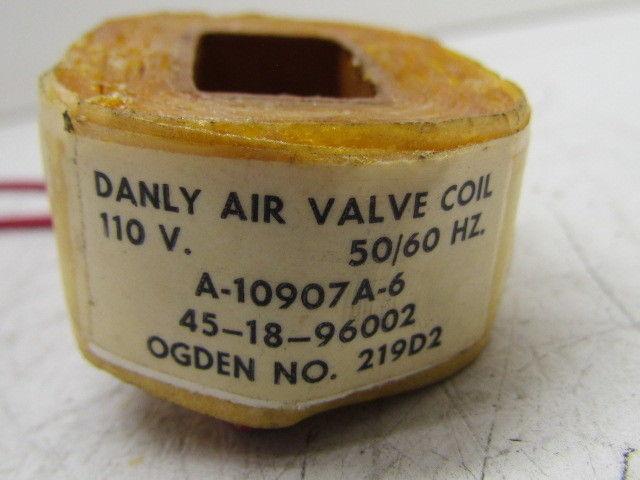 DANLY AIR VALVE COIL
110 V. 50/60 HZ.
A-10907A-6
45-18-96002
OGDEN NO. 219D2